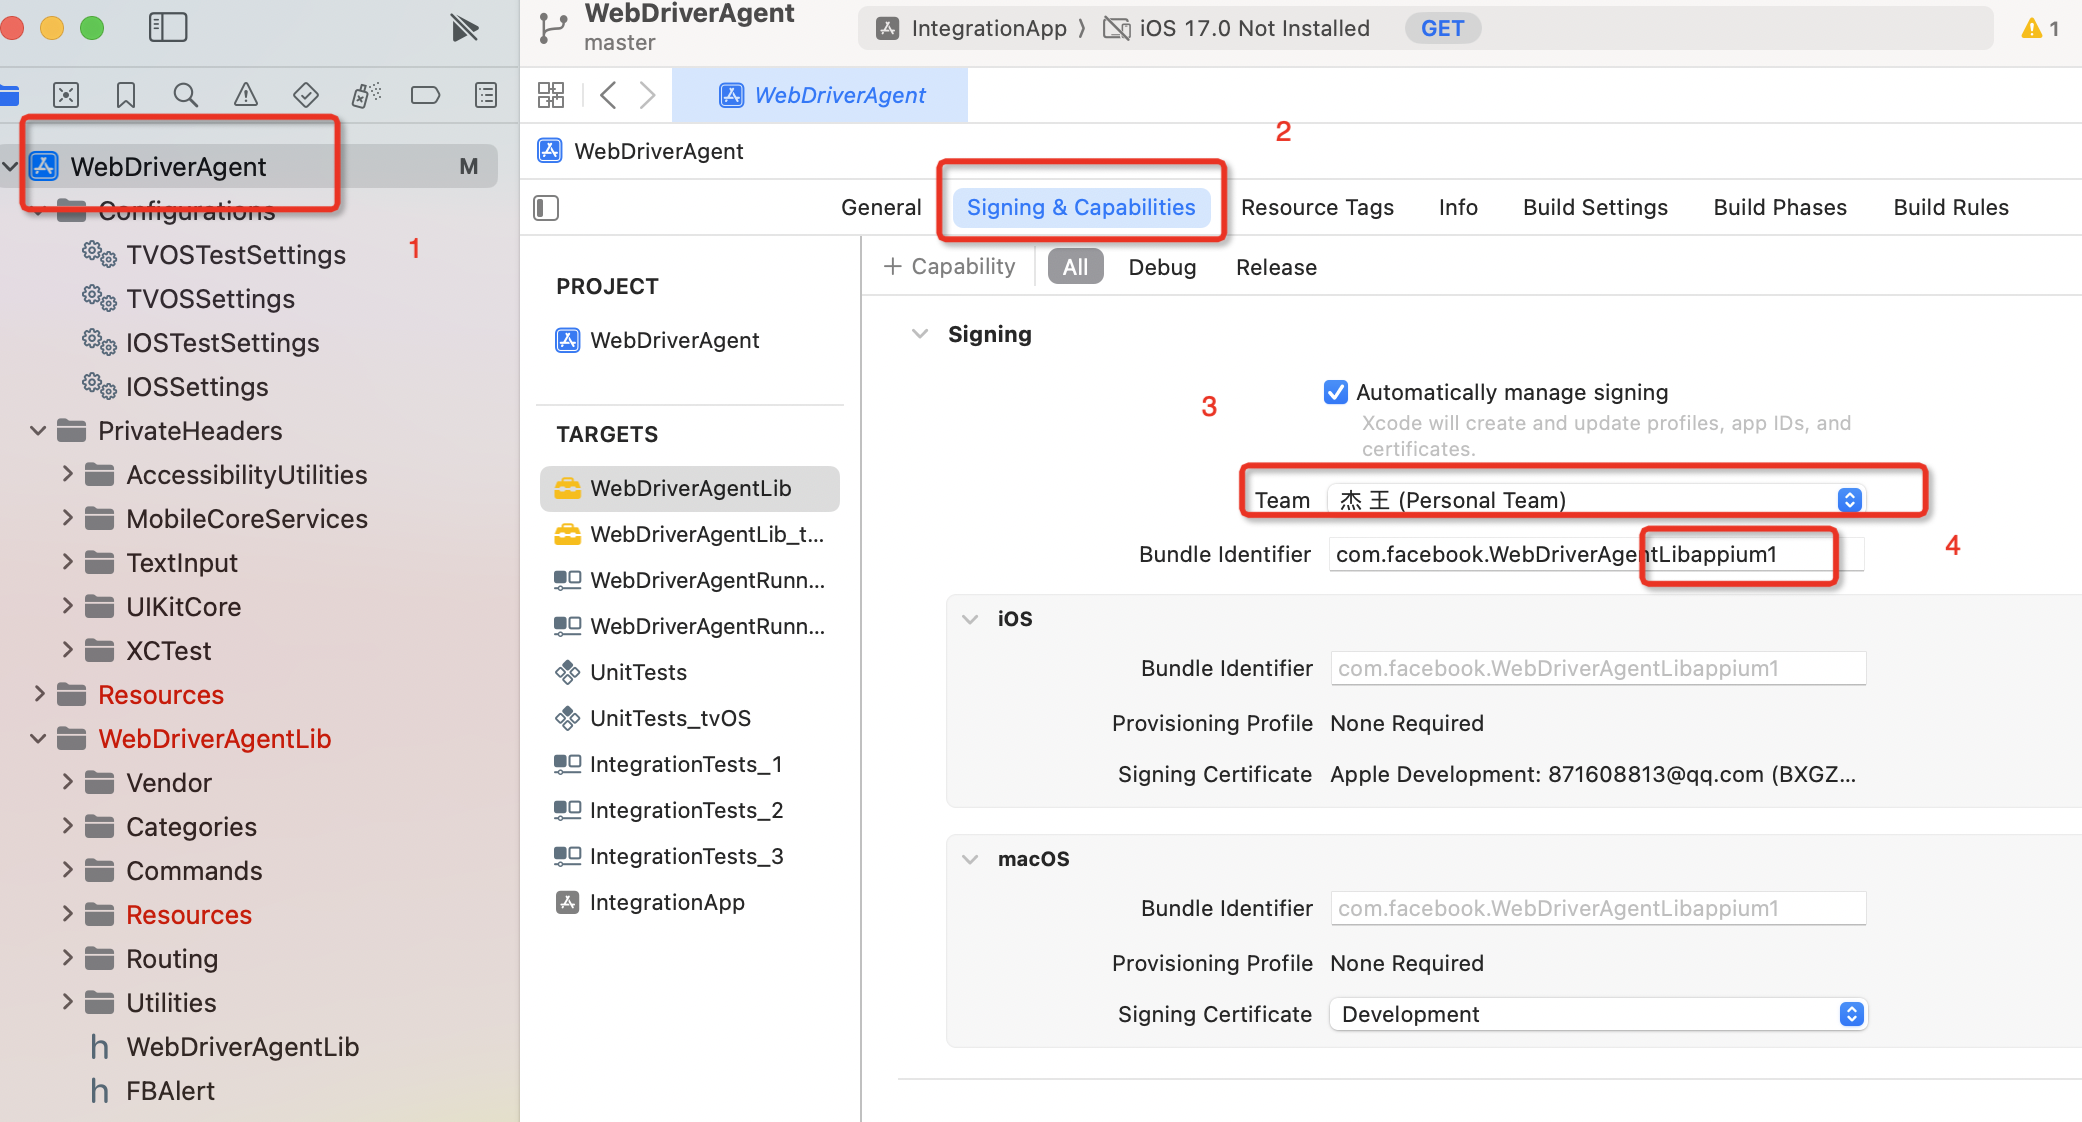 WebDriverAgent
master
IntegrationApp 〉 iOS 17.0 Not Installed GET
1
WebDriverAgent M
Configurations
TVOSTestSettings
TVOSSettings
IOSTestSettings
IOSSettings
PrivateHeaders
AccessibilityUtilities
MobileCoreServices
TextInput
UIKitCore
XCTest
Resources
WebDriverAgentLib
Vendor
Categories
Commands
Resources
Routing
Utilities
h WebDriverAgentLib
h FBAlert
1
WebDriverAgent
2
WebDriverAgent
General Signing & Capabilities Resource Tags Info Build Settings Build Phases Build Rules
PROJECT
WebDriverAgent
TARGETS
WebDriverAgentLib
WebDriverAgentLib_t...
WebDriverAgentRunn...
WebDriverAgentRunn...
UnitTests
UnitTests_tvOS
IntegrationTests_1
IntegrationTests_2
IntegrationTests_3
IntegrationApp
+ Capability All Debug Release
Signing
3
Automatically manage signing
Xcode will create and update profiles, app IDs, and
certificates.
Team 杰 王 (Personal Team)
Bundle Identifier com.facebook.WebDriverAgentLibappium1
4
iOS
Bundle Identifier com.facebook.WebDriverAgentLibappium1
Provisioning Profile None Required
Signing Certificate Apple Development: 871608813@qq.com (BXGZ...
macOS
Bundle Identifier com.facebook.WebDriverAgentLibappium1
Provisioning Profile None Required
Signing Certificate Development